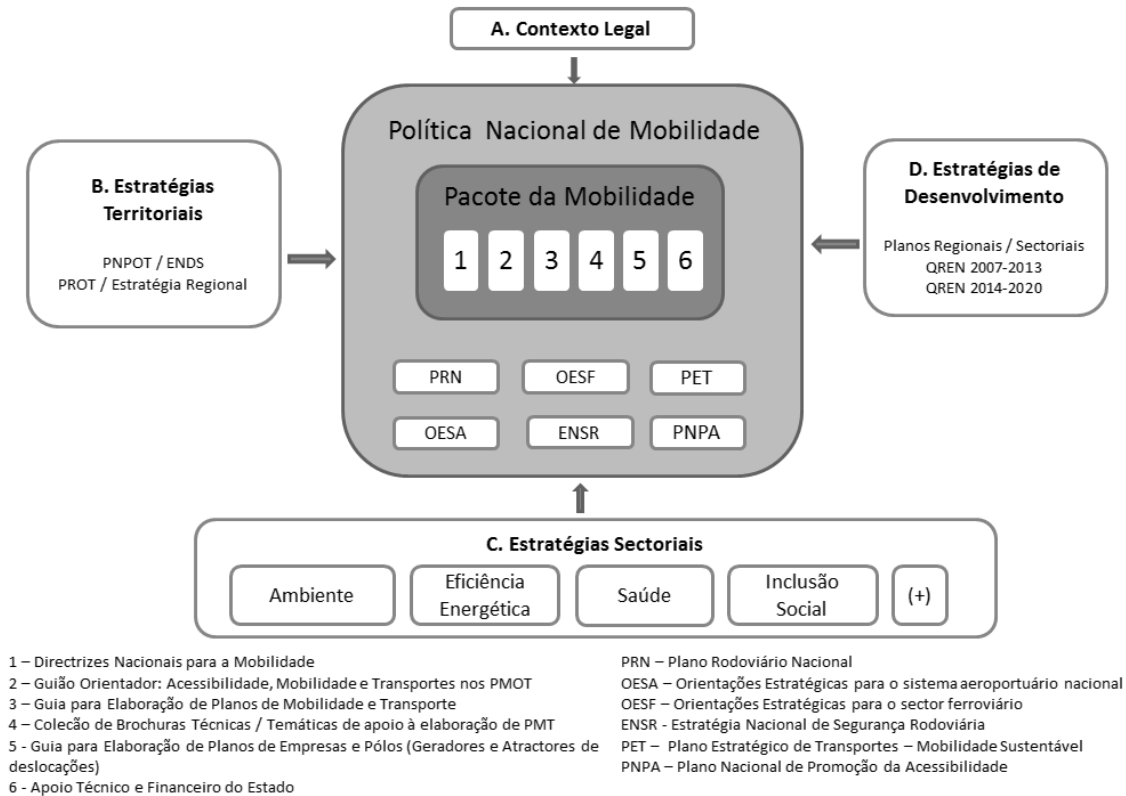 A. Contexto Legal
Política Nacional de Mobilidade
Pacote da Mobilidade
1 2 3 4 5 6
PRN OESF PET
OESA ENSR PNPA
B. Estratégias
Territoriais
PNPOT / ENDS
PROT / Estratégia Regional
D. Estratégias de
Desenvolvimento
Planos Regionais / Sectoriais
QREN 2007-2013
QREN 2014-2020
C. Estratégias Sectoriais
Ambiente
Eficiência
Energética
Saúde
Inclusão
Social
(+)
1 – Directrizes Nacionais para a Mobilidade
2 – Guião Orientador: Acessibilidade, Mobilidade e Transportes nos PMOT
3 – Guia para Elaboração de Planos de Mobilidade e Transporte
4 – Colecão de Brochuras Técnicas / Temáticas de apoio à elaboração de PMT
5 - Guia para Elaboração de Planos de Empresas e Pólos (Geradores e Atractores de
deslocações)
6 - Apoio Técnico e Financeiro do Estado
PRN – Plano Rodoviário Nacional
OESA – Orientações Estratégicas para o sistema aeroportuário nacional
OESF – Orientações Estratégicas para o sector ferroviário
ENSR - Estratégia Nacional de Segurança Rodoviária
PET – Plano Estratégico de Transportes – Mobilidade Sustentável
PNPA – Plano Nacional de Promoção da Acessibilidade